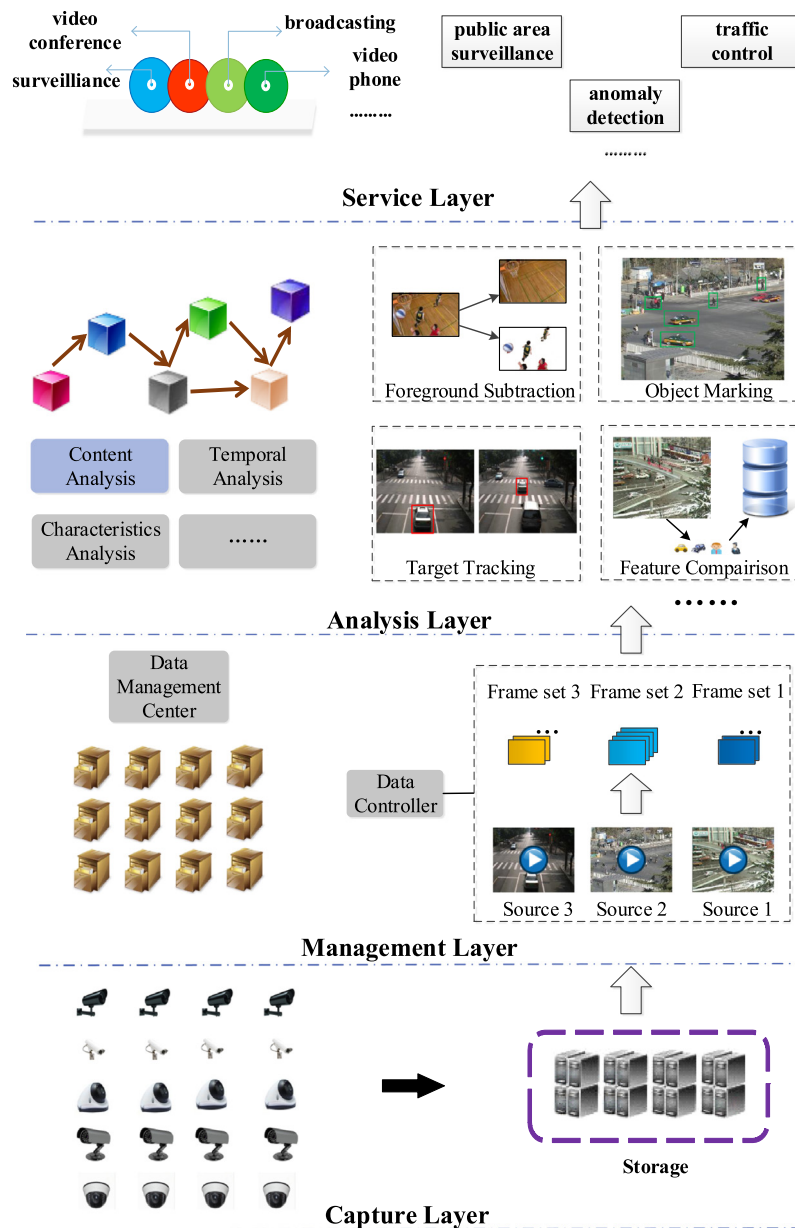 video
conference
surveilliance
broadcasting
video
phone
.........
public area
surveillance
traffic
control
anomaly
detection
.........
Service Layer
Foreground Subtraction
Object Marking
Content
Analysis
Temporal
Analysis
Characteristics
Analysis
......
Target Tracking
Feature Compairison
......
Analysis Layer
Data
Management
Center
Frame set 3
Frame set 2
Frame set 1
...
...
Data
Controller
Source 3
Source 2
Source 1
Management Layer
Storage
Capture Layer